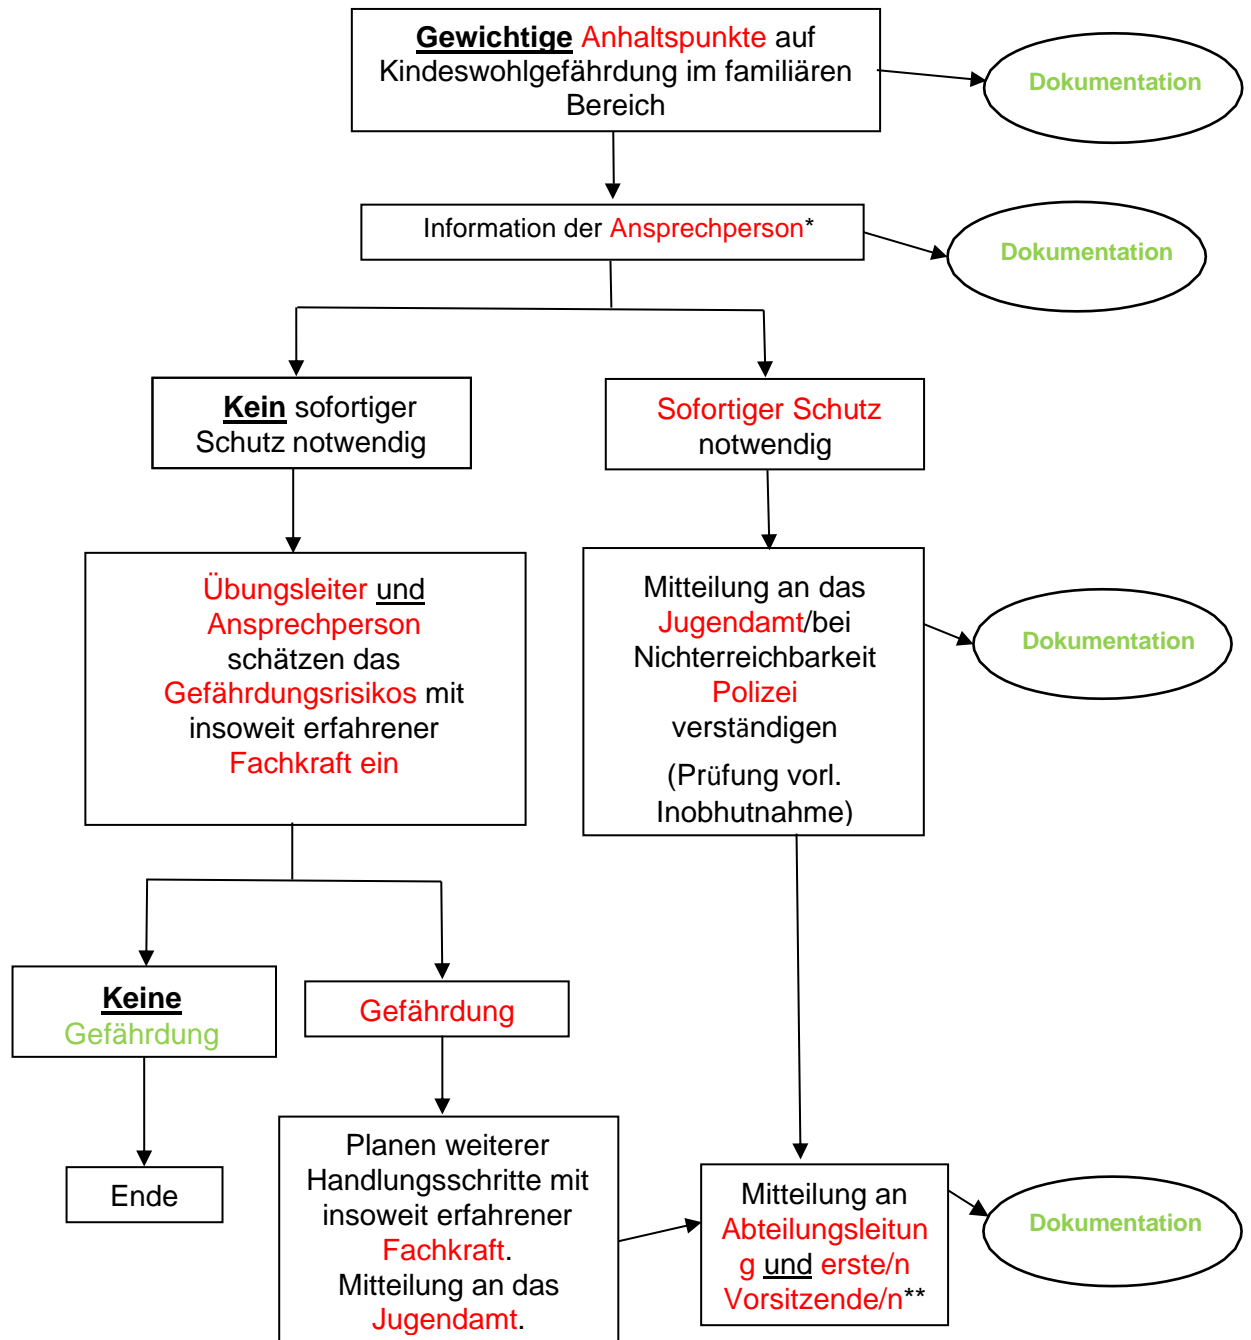 Gewichtige Anhaltspunkte auf
Kindeswohlgefährdung im familiären
Bereich
Dokumentation
Information der Ansprechperson*
Dokumentation
Kein sofortiger
Schutz notwendig
Sofortiger Schutz
notwendig
Übungsleiter und
Ansprechperson
schätzen das
Gefährdungsrisikos mit
insoweit erfahrener
Fachkraft ein
Mitteilung an das
Jugendamt/bei
Nichterreichbarkeit
Polizei
verständigen
(Prüfung vorl.
Inobhutnahme)
Dokumentation
Keine
Gefährdung
Gefährdung
Ende
Planen weiterer
Handlungsschritte mit
insoweit erfahrener
Fachkraft.
Mitteilung an das
Jugendamt.
Mitteilung an
Abteilungsleitun
g und erste/n
Vorsitzende/n**
Dokumentation